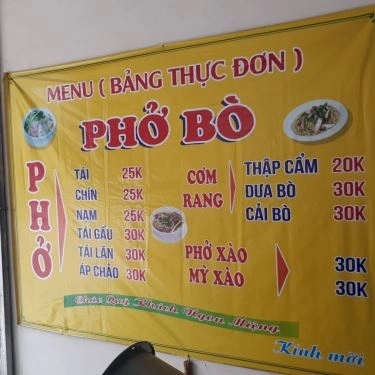 MENU ( BẢNG THỰC ĐƠN )
PHỞ BÒ
PHỞ
TÁI 25K
CHÍN 25K
NẠM 25K
TÁI GẦU 30K
TÁI LĂN 30K
ÁP CHẢO 30K
CƠM RANG
THẬP CẨM 20K
DƯA BÒ 30K
CẢI BÒ 30K
PHỞ XÀO 30K
MỲ XÀO 30K
Chúc Quý Khách Ngon Miệng
Kính mời